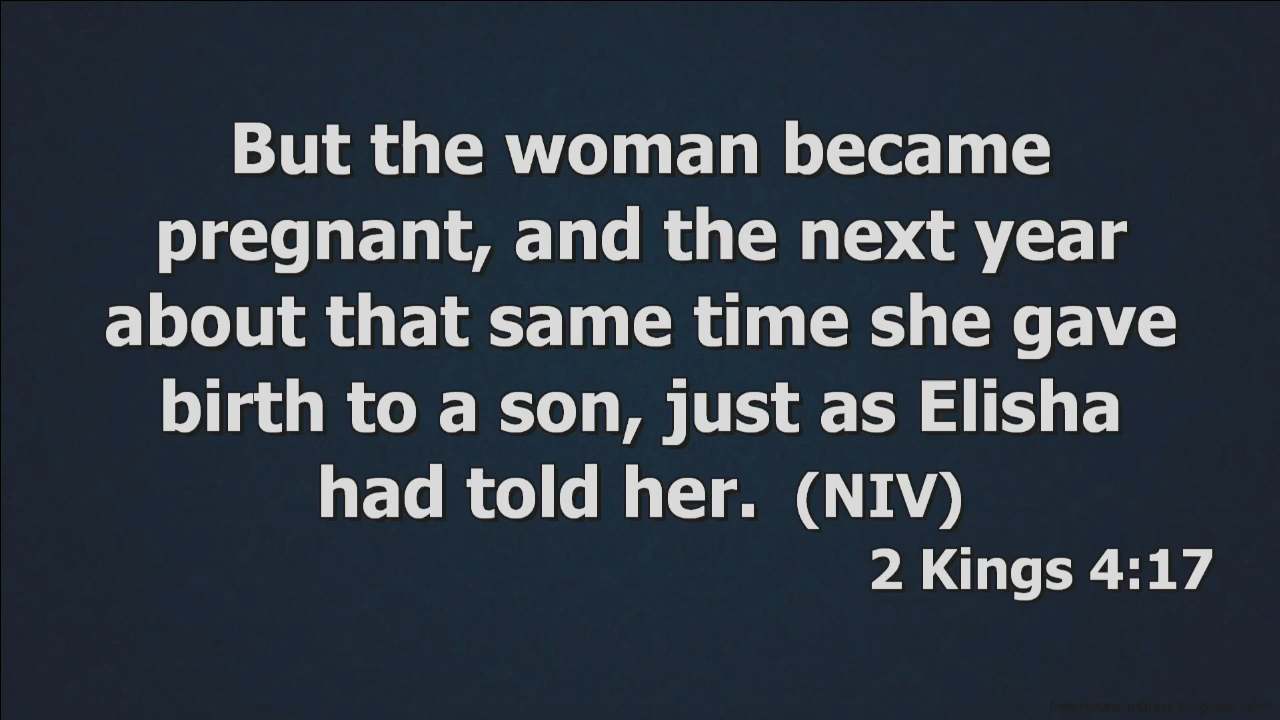 But the woman became
pregnant, and the next year
about that same time she gave
birth to a son, just as Elisha
had told her. (NIV)
2 Kings 4:17